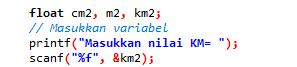 float cm2, m2, km2;
// Masukkan variabel
printf("Masukkan nilai KM= ");
scanf("%f", &km2);